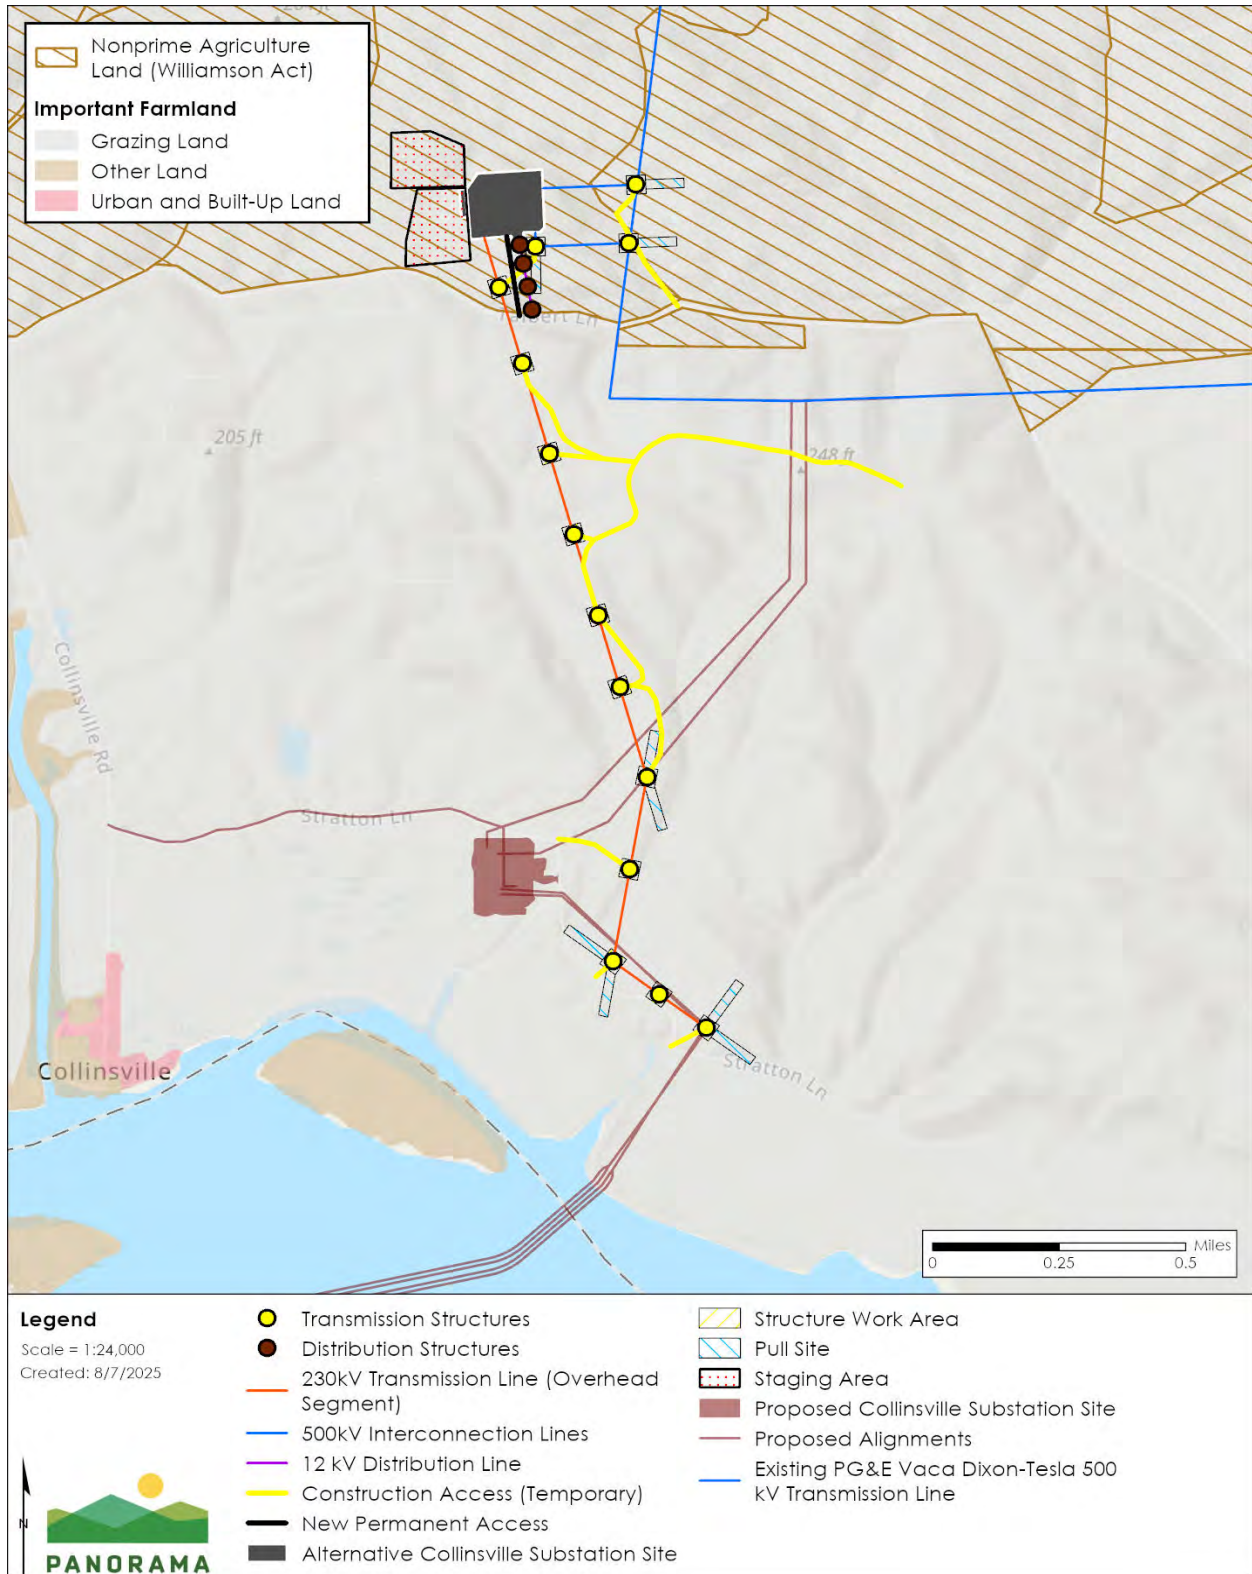 Nonprime Agriculture
Land (Williamson Act)
Important Farmland
Grazing Land
Other Land
Urban and Built-Up Land
Talbert Ln
205 ft
248 ft
Collinsville Rd
Stratton Ln
Collinsville
Stratton Ln
Miles
0 0.25 0.5
Legend
Scale = 1:24,000
Created: 8/7/2025
N
PANORAMA
Transmission Structures
Distribution Structures
230kV Transmission Line (Overhead
Segment)
500kV Interconnection Lines
12 kV Distribution Line
Construction Access (Temporary)
New Permanent Access
Alternative Collinsville Substation Site
Structure Work Area
Pull Site
Staging Area
Proposed Collinsville Substation Site
Proposed Alignments
Existing PG&E Vaca Dixon-Tesla 500
kV Transmission Line